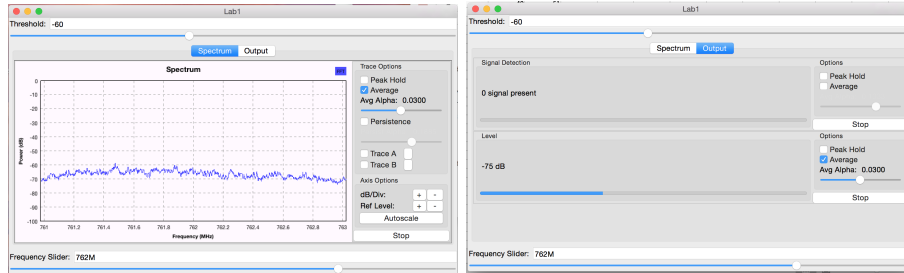 Lab1
Threshold: -60
Spectrum Output
Spectrum
0
-10
-20
-30
-40
-50
-60
-70
-80
-90
-100
Power (dB)
761 761.2 761.4 761.6 761.8 762 762.2 762.4 762.6 762.8 763
Frequency (MHz)
Trace Options
Peak Hold
Average
Avg Alpha: 0.0300
Persistence
Trace A
Trace B
Axis Options
dB/Div: + -
Ref Level: + -
Autoscale
Stop
Frequency Slider: 762M
Lab1
Threshold: -60
Spectrum Output
Signal Detection
0 signal present
Options
Peak Hold
Average
Stop
Level
-75 dB
Options
Peak Hold
Average
Avg Alpha: 0.0300
Stop
Frequency Slider: 762M